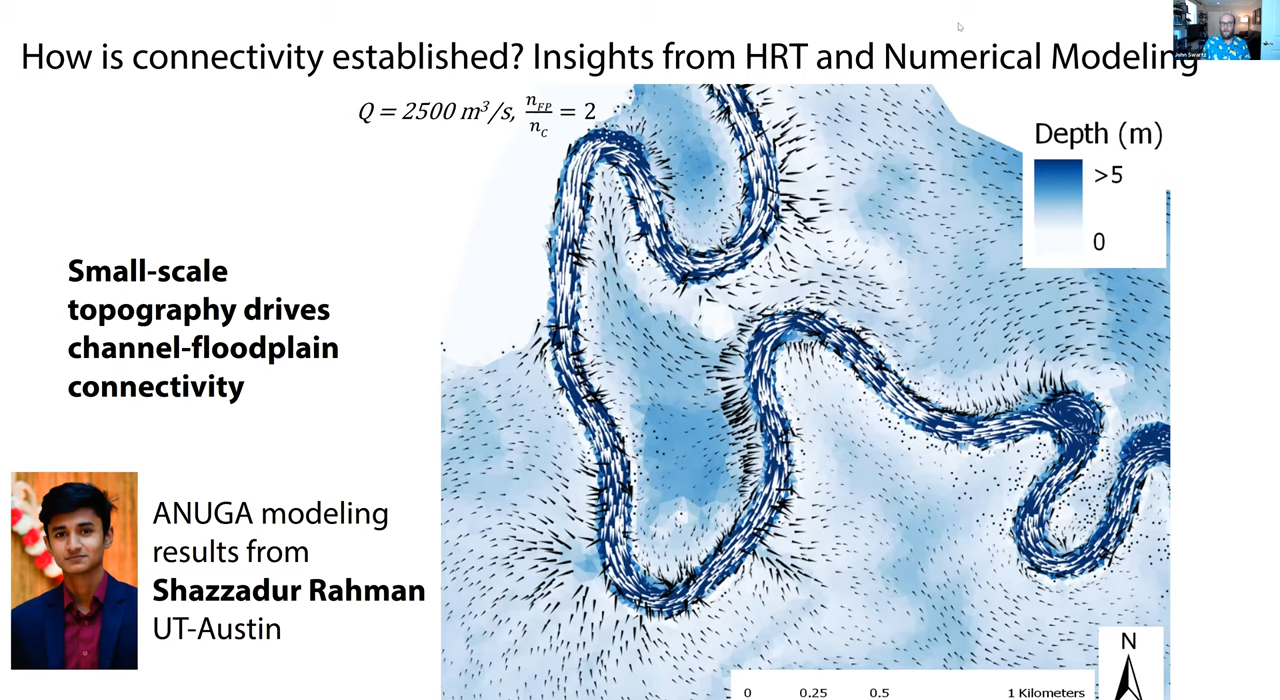 How is connectivity established? Insights from HRT and Numerical Modeling
John Swartz
Q = 2500 m³/s, n_FP/n_C = 2
Depth (m)
>5
0
Small-scale
topography drives
channel-floodplain
connectivity
ANUGA modeling
results from
Shazzadur Rahman
UT-Austin
N
0 0.25 0.5 1 Kilometers